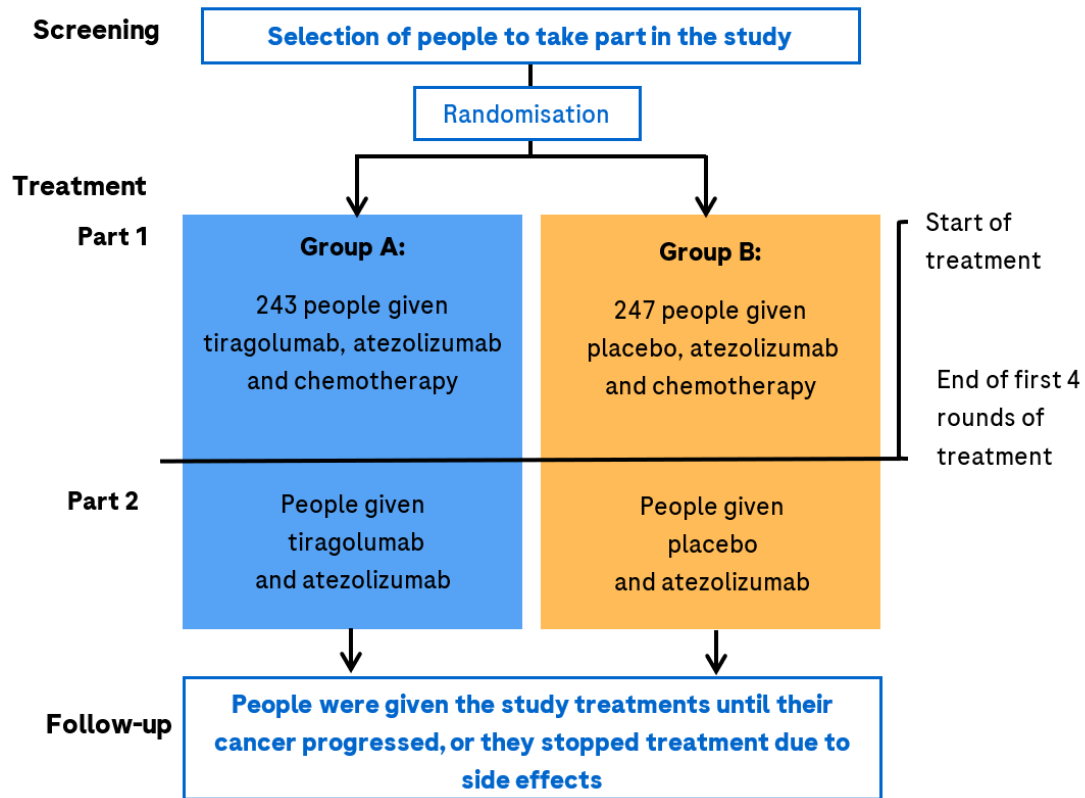 Screening
Selection of people to take part in the study
Randomisation
Treatment
Part 1
Group A:
243 people given
tiragolumab, atezolizumab
and chemotherapy
Group B:
247 people given
placebo, atezolizumab
and chemotherapy
Start of
treatment
End of first 4
rounds of
treatment
Part 2
People given
tiragolumab
and atezolizumab
People given
placebo
and atezolizumab
Follow-up
People were given the study treatments until their
cancer progressed, or they stopped treatment due to
side effects